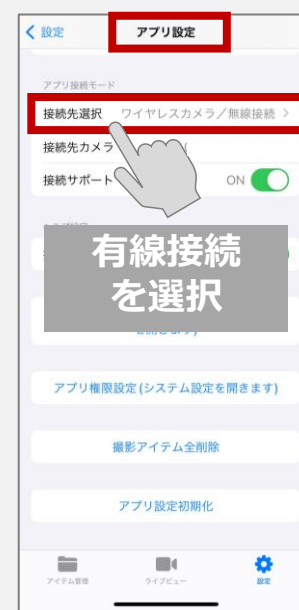 設定 アプリ設定
アプリ接続モード
接続先選択 ワイヤレスカメラ／無線接続
接続先カメラ
接続サポート ON
有線接続
を選択
アプリ権限設定(システム設定を開きます)
撮影アイテム全削除
アプリ設定初期化
アイテム管理 ライブビュー 設定